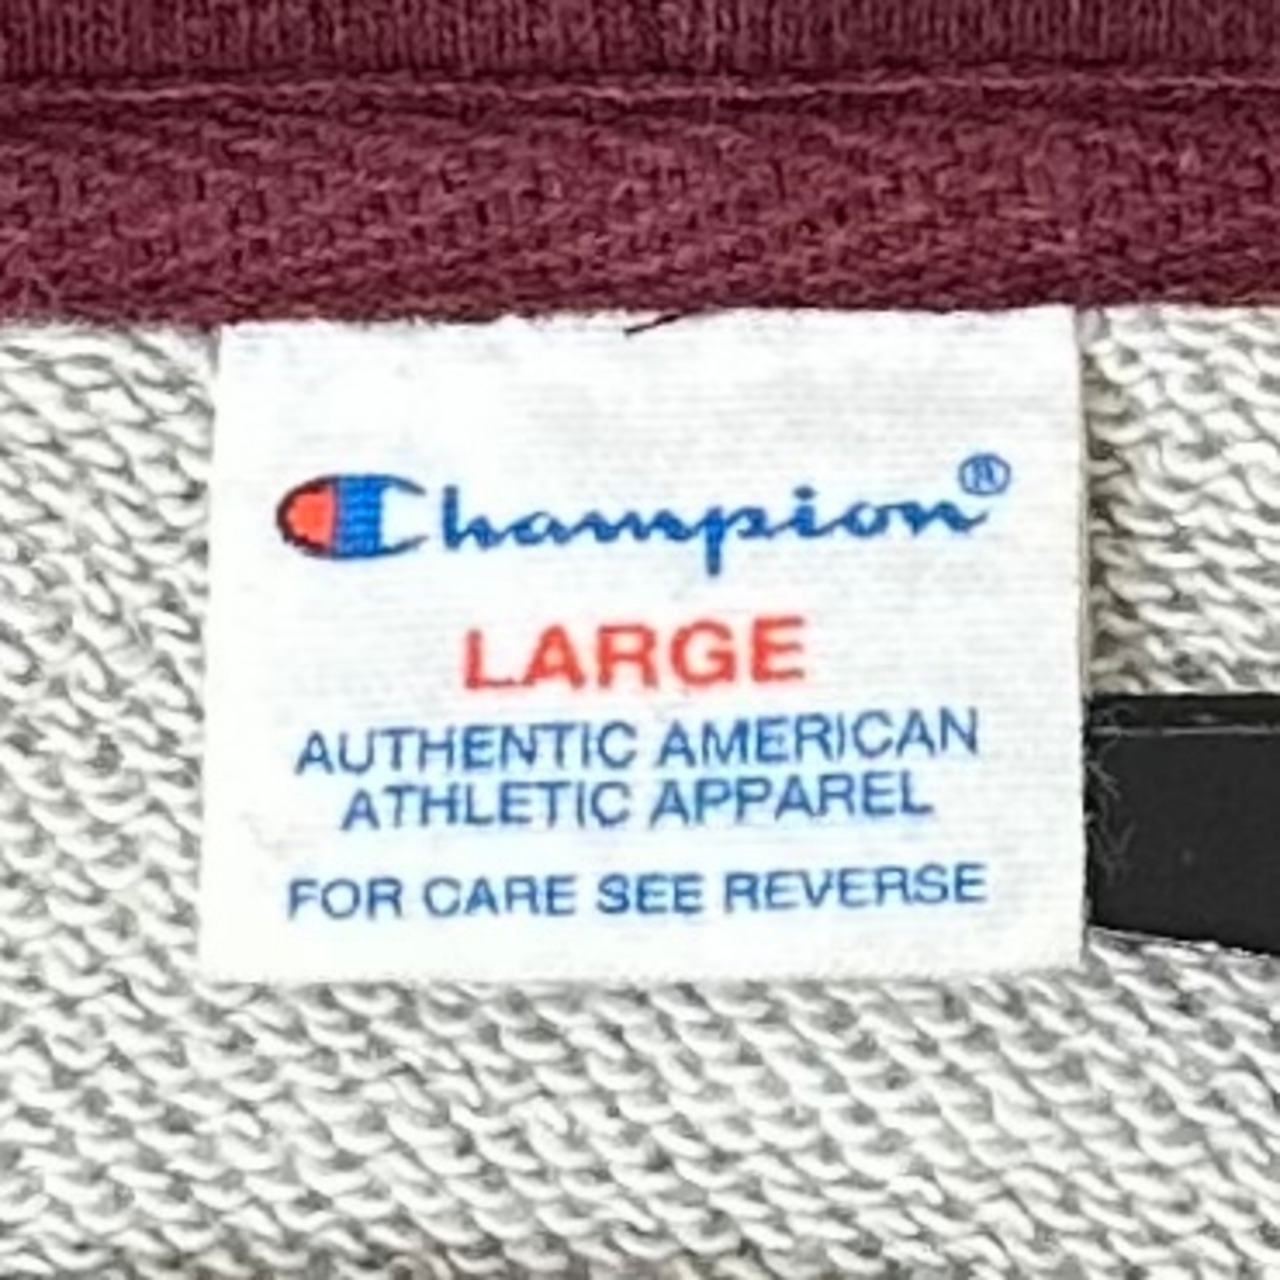 Champion®
LARGE
AUTHENTIC AMERICAN
ATHLETIC APPAREL
FOR CARE SEE REVERSE